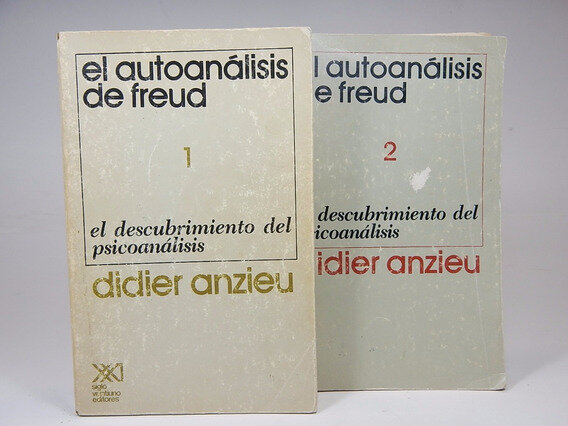 el autoanálisis
de freud
1
el descubrimiento del
psicoanálisis
didier anzieu
siglo
veintiuno
editores
l autoanálisis
e freud
2
descubrimiento del
icoanálisis
idier anzieu